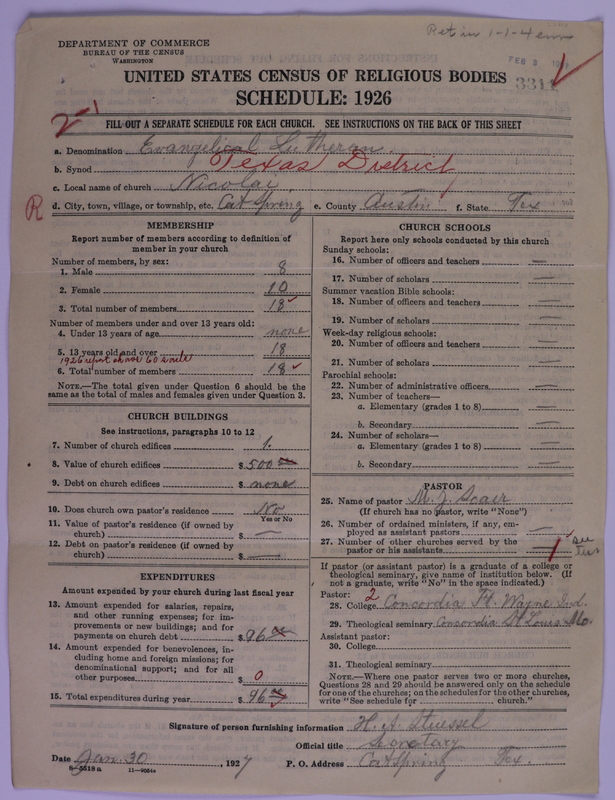 Ret in 1-1-4
DEPARTMENT OF COMMERCE
BUREAU OF THE CENSUS
WASHINGTON
FEB 3
331
UNITED STATES CENSUS OF RELIGIOUS BODIES
SCHEDULE: 1926
2-1
FILL OUT A SEPARATE SCHEDULE FOR EACH CHURCH. SEE INSTRUCTIONS ON THE BACK OF THIS SHEET
a. Denomination Evangelical Lutheran
b. Synod Texas District
c. Local name of church Nicolai
R
d. City, town, village, or township, etc. Cat Spring e. County Austin f. State Tex
MEMBERSHIP
Report number of members according to definition of
member in your church
Number of members, by sex:
1. Male 8
2. Female 10
3. Total number of members 18
Number of members under and over 13 years old:
4. Under 13 years of age none
5. 13 years old and over 18
1926
6. Total number of members 18
NOTE.—The total given under Question 6 should be the
same as the total of males and females given under Question 3.
CHURCH BUILDINGS
See instructions, paragraphs 10 to 12
7. Number of church edifices 1.
8. Value of church edifices $ 500
9. Debt on church edifices $ none
10. Does church own pastor's residence No
Yes or No
11. Value of pastor's residence (if owned by
church) $ —
12. Debt on pastor's residence (if owned by
church) $ —
EXPENDITURES
Amount expended by your church during last fiscal year
13. Amount expended for salaries, repairs,
and other running expenses; for im-
provements or new buildings; and for
payments on church debt $ 96
14. Amount expended for benevolences, in-
cluding home and foreign missions; for
denominational support; and for all
other purposes $ 0
15. Total expenditures during year $ 96
CHURCH SCHOOLS
Report here only schools conducted by this church
Sunday schools:
16. Number of officers and teachers —
17. Number of scholars —
Summer vacation Bible schools:
18. Number of officers and teachers —
19. Number of scholars —
Week-day religious schools:
20. Number of officers and teachers —
21. Number of scholars —
Parochial schools:
22. Number of administrative officers —
23. Number of teachers—
a. Elementary (grades 1 to 8) —
b. Secondary —
24. Number of scholars—
a. Elementary (grades 1 to 8) —
b. Secondary —
PASTOR
25. Name of pastor M. J. Scaer
(If church has no pastor, write "None")
26. Number of ordained ministers, if any, em-
ployed as assistant pastors —
27. Number of other churches served by the
pastor or his assistants 1 see
If pastor (or assistant pastor) is a graduate of a college or
theological seminary, give name of institution below. (If
not a graduate, write "No" in the space indicated.)
Pastor: 2
28. College Concordia Ft. Wayne Ind.
29. Theological seminary Concordia St. Louis Mo.
Assistant pastor:
30. College
31. Theological seminary
NOTE.—Where one pastor serves two or more churches,
Questions 28 and 29 should be answered only on the schedule
for one of the churches; on the schedules for the other churches,
write "See schedule for church."
Signature of person furnishing information H. A. Stuessel
Official title Secretary
Date Jan. 30, 1927 P. O. Address Cat Spring Tex.
8-5518 a 11-9054a